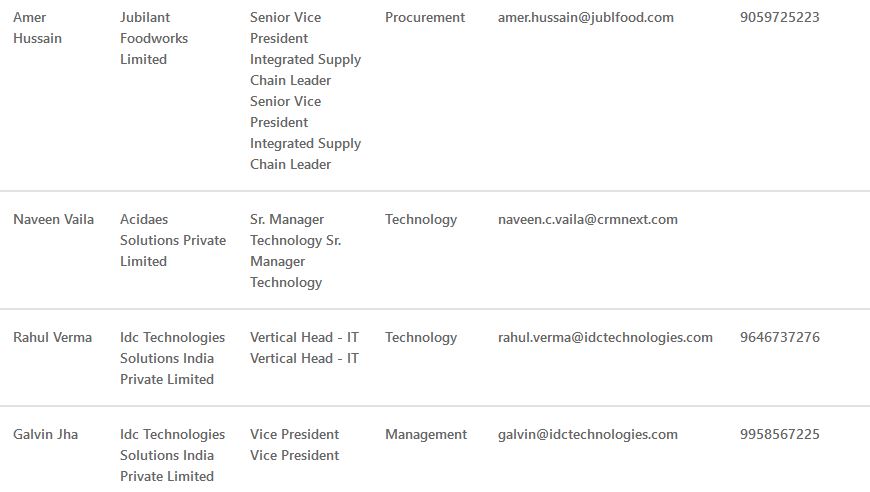 Amer Hussain Jubilant Foodworks Limited Senior Vice President Integrated Supply Chain Leader Senior Vice President Integrated Supply Chain Leader Procurement amer.hussain@jublfood.com 9059725223
Naveen Vaila Acidaes Solutions Private Limited Sr. Manager Technology Sr. Manager Technology Technology naveen.c.vaila@crmnext.com
Rahul Verma Idc Technologies Solutions India Private Limited Vertical Head - IT Vertical Head - IT Technology rahul.verma@idctechnologies.com 9646737276
Galvin Jha Idc Technologies Solutions India Private Limited Vice President Vice President Management galvin@idctechnologies.com 9958567225